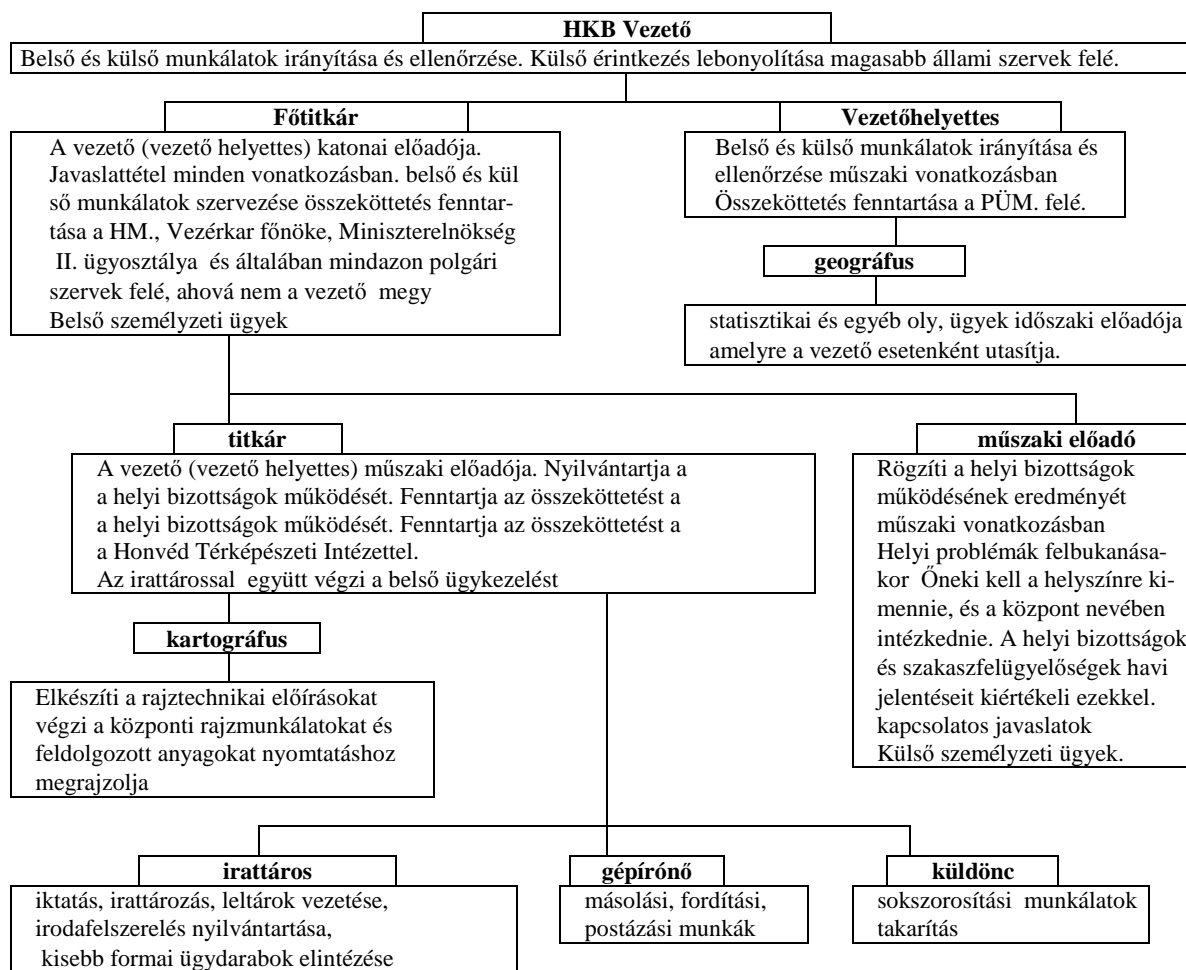 HKB Vezető
Belső és külső munkálatok irányítása és ellenőrzése. Külső érintkezés lebonyolítása magasabb állami szervek felé.
Főtitkár
A vezető (vezető helyettes) katonai előadója.
Javaslattétel minden vonatkozásban. belső és kül
ső munkálatok szervezése összeköttetés fenntar-
tása a HM., Vezérkar főnöke, Miniszterelnökség
II. ügyosztálya és általában mindazon polgári
szervek felé, ahová nem a vezető megy
Belső személyzeti ügyek
Vezetőhelyettes
Belső és külső munkálatok irányítása és
ellenőrzése műszaki vonatkozásban
Összeköttetés fenntartása a PÜM. felé.
geográfus
statisztikai és egyéb oly, ügyek időszaki előadója
amelyre a vezető esetenként utasítja.
titkár
A vezető (vezető helyettes) műszaki előadója. Nyilvántartja a
a helyi bizottságok működését. Fenntartja az összeköttetést a
a helyi bizottságok működését. Fenntartja az összeköttetést a
a Honvéd Térképészeti Intézettel.
Az irattárossal együtt végzi a belső ügykezelést
műszaki előadó
Rögzíti a helyi bizottságok
működésének eredményét
műszaki vonatkozásban
Helyi problémák felbukanása-
kor Őneki kell a helyszínre ki-
mennie, és a központ nevében
intézkednie. A helyi bizottságok
és szakaszfelügyelőségek havi
jelentéseit kiértékeli ezekkel.
kapcsolatos javaslatok
Külső személyzeti ügyek.
kartográfus
Elkészíti a rajztechnikai előírásokat
végzi a központi rajzmunkálatokat és
feldolgozott anyagokat nyomtatáshoz
megrajzolja
irattáros
iktatás, irattározás, leltárok vezetése,
irodafelszerelés nyilvántartása,
kisebb formai ügydarabok elintézése
gépírónő
másolási, fordítási,
postázási munkák
küldönc
sokszorosítási munkálatok
takarítás